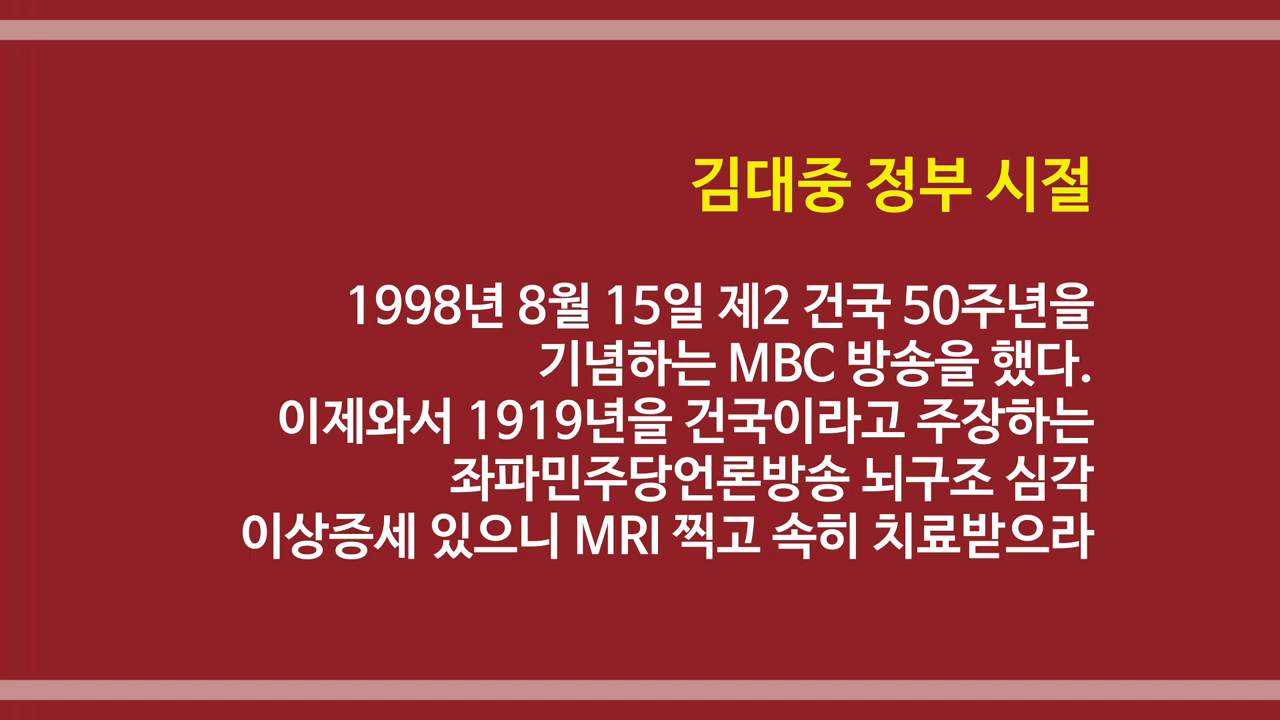 김대중 정부 시절
1998년 8월 15일 제2 건국 50주년을
기념하는 MBC 방송을 했다.
이제와서 1919년을 건국이라고 주장하는
좌파민주당언론방송 뇌구조 심각
이상증세 있으니 MRI 찍고 속히 치료받으라